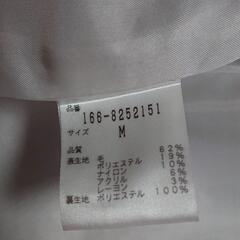 品番
166-8252151
サイズ
M
品質
表生地 毛 62%
ポリエステル 19%
ナイロン 10%
アクリル 6%
レーヨン 3%
裏生地 ポリエステル 100%